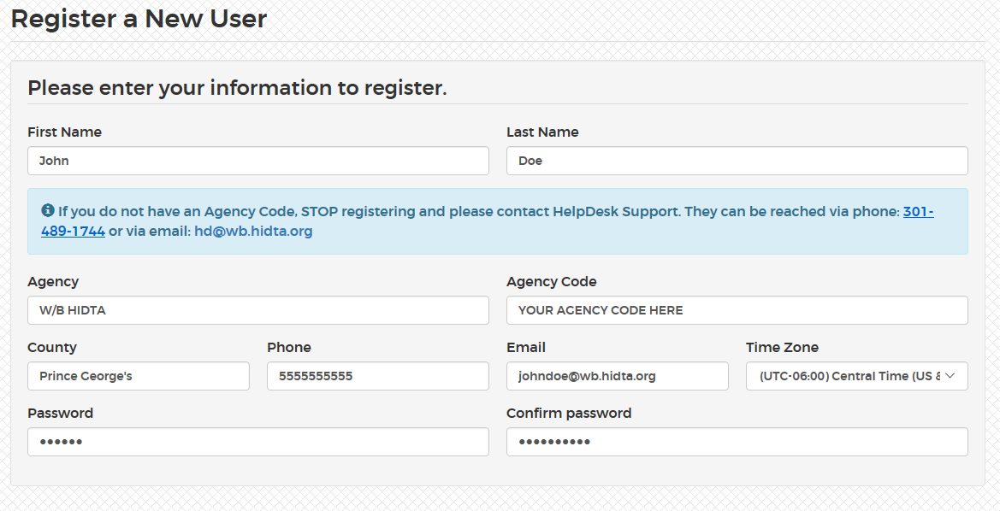 Register a New User
Please enter your information to register.
First Name
Last Name
John
Doe
If you do not have an Agency Code, STOP registering and please contact HelpDesk Support. They can be reached via phone: 301-
489-1744 or via email: hd@wb.hidta.org
Agency
Agency Code
W/B HIDTA
YOUR AGENCY CODE HERE
County
Phone
Email
Time Zone
Prince George's
5555555555
johndoe@wb.hidta.org
(UTC-06:00) Central Time (US &
Password
Confirm password
••••••
••••••••••